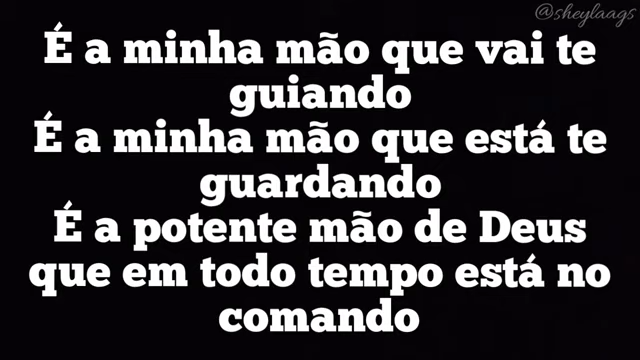 @sheylaags
É a minha mão que vai te
guiando
É a minha mão que está te
guardando
É a potente mão de Deus
que em todo tempo está no
comando